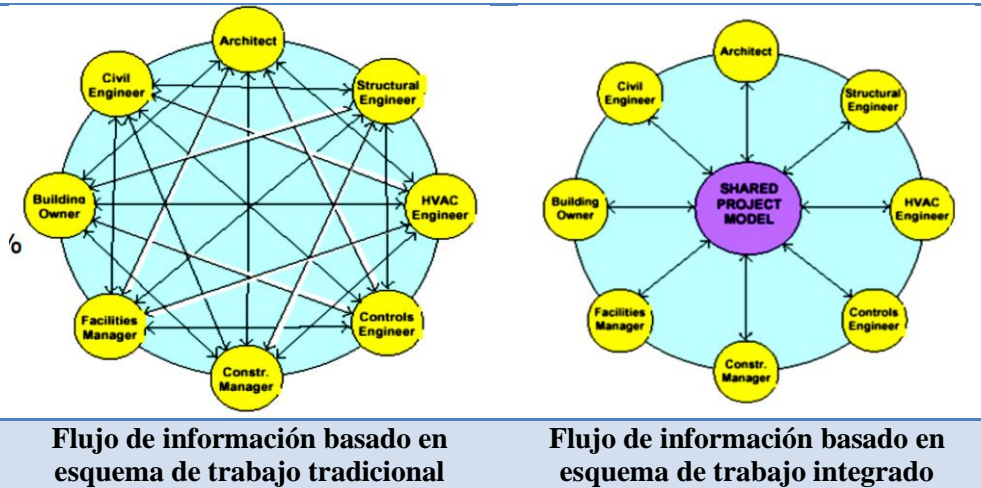 Architect
Civil
Engineer
Structural
Engineer
Building
Owner
HVAC
Engineer
%
Facilities
Manager
Controls
Engineer
Constr.
Manager
Architect
Civil
Engineer
Structural
Engineer
Building
Owner
SHARED
PROJECT
MODEL
HVAC
Engineer
Facilities
Manager
Controls
Engineer
Constr.
Manager
Flujo de información basado en
esquema de trabajo tradicional
Flujo de información basado en
esquema de trabajo integrado